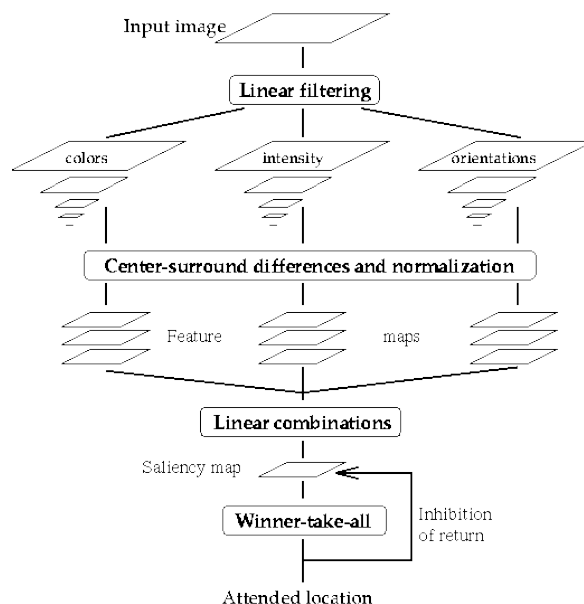 Input image
Linear filtering
colors
intensity
orientations
Center-surround differences and normalization
Feature
maps
Linear combinations
Saliency map
Winner-take-all
Inhibition
of return
Attended location